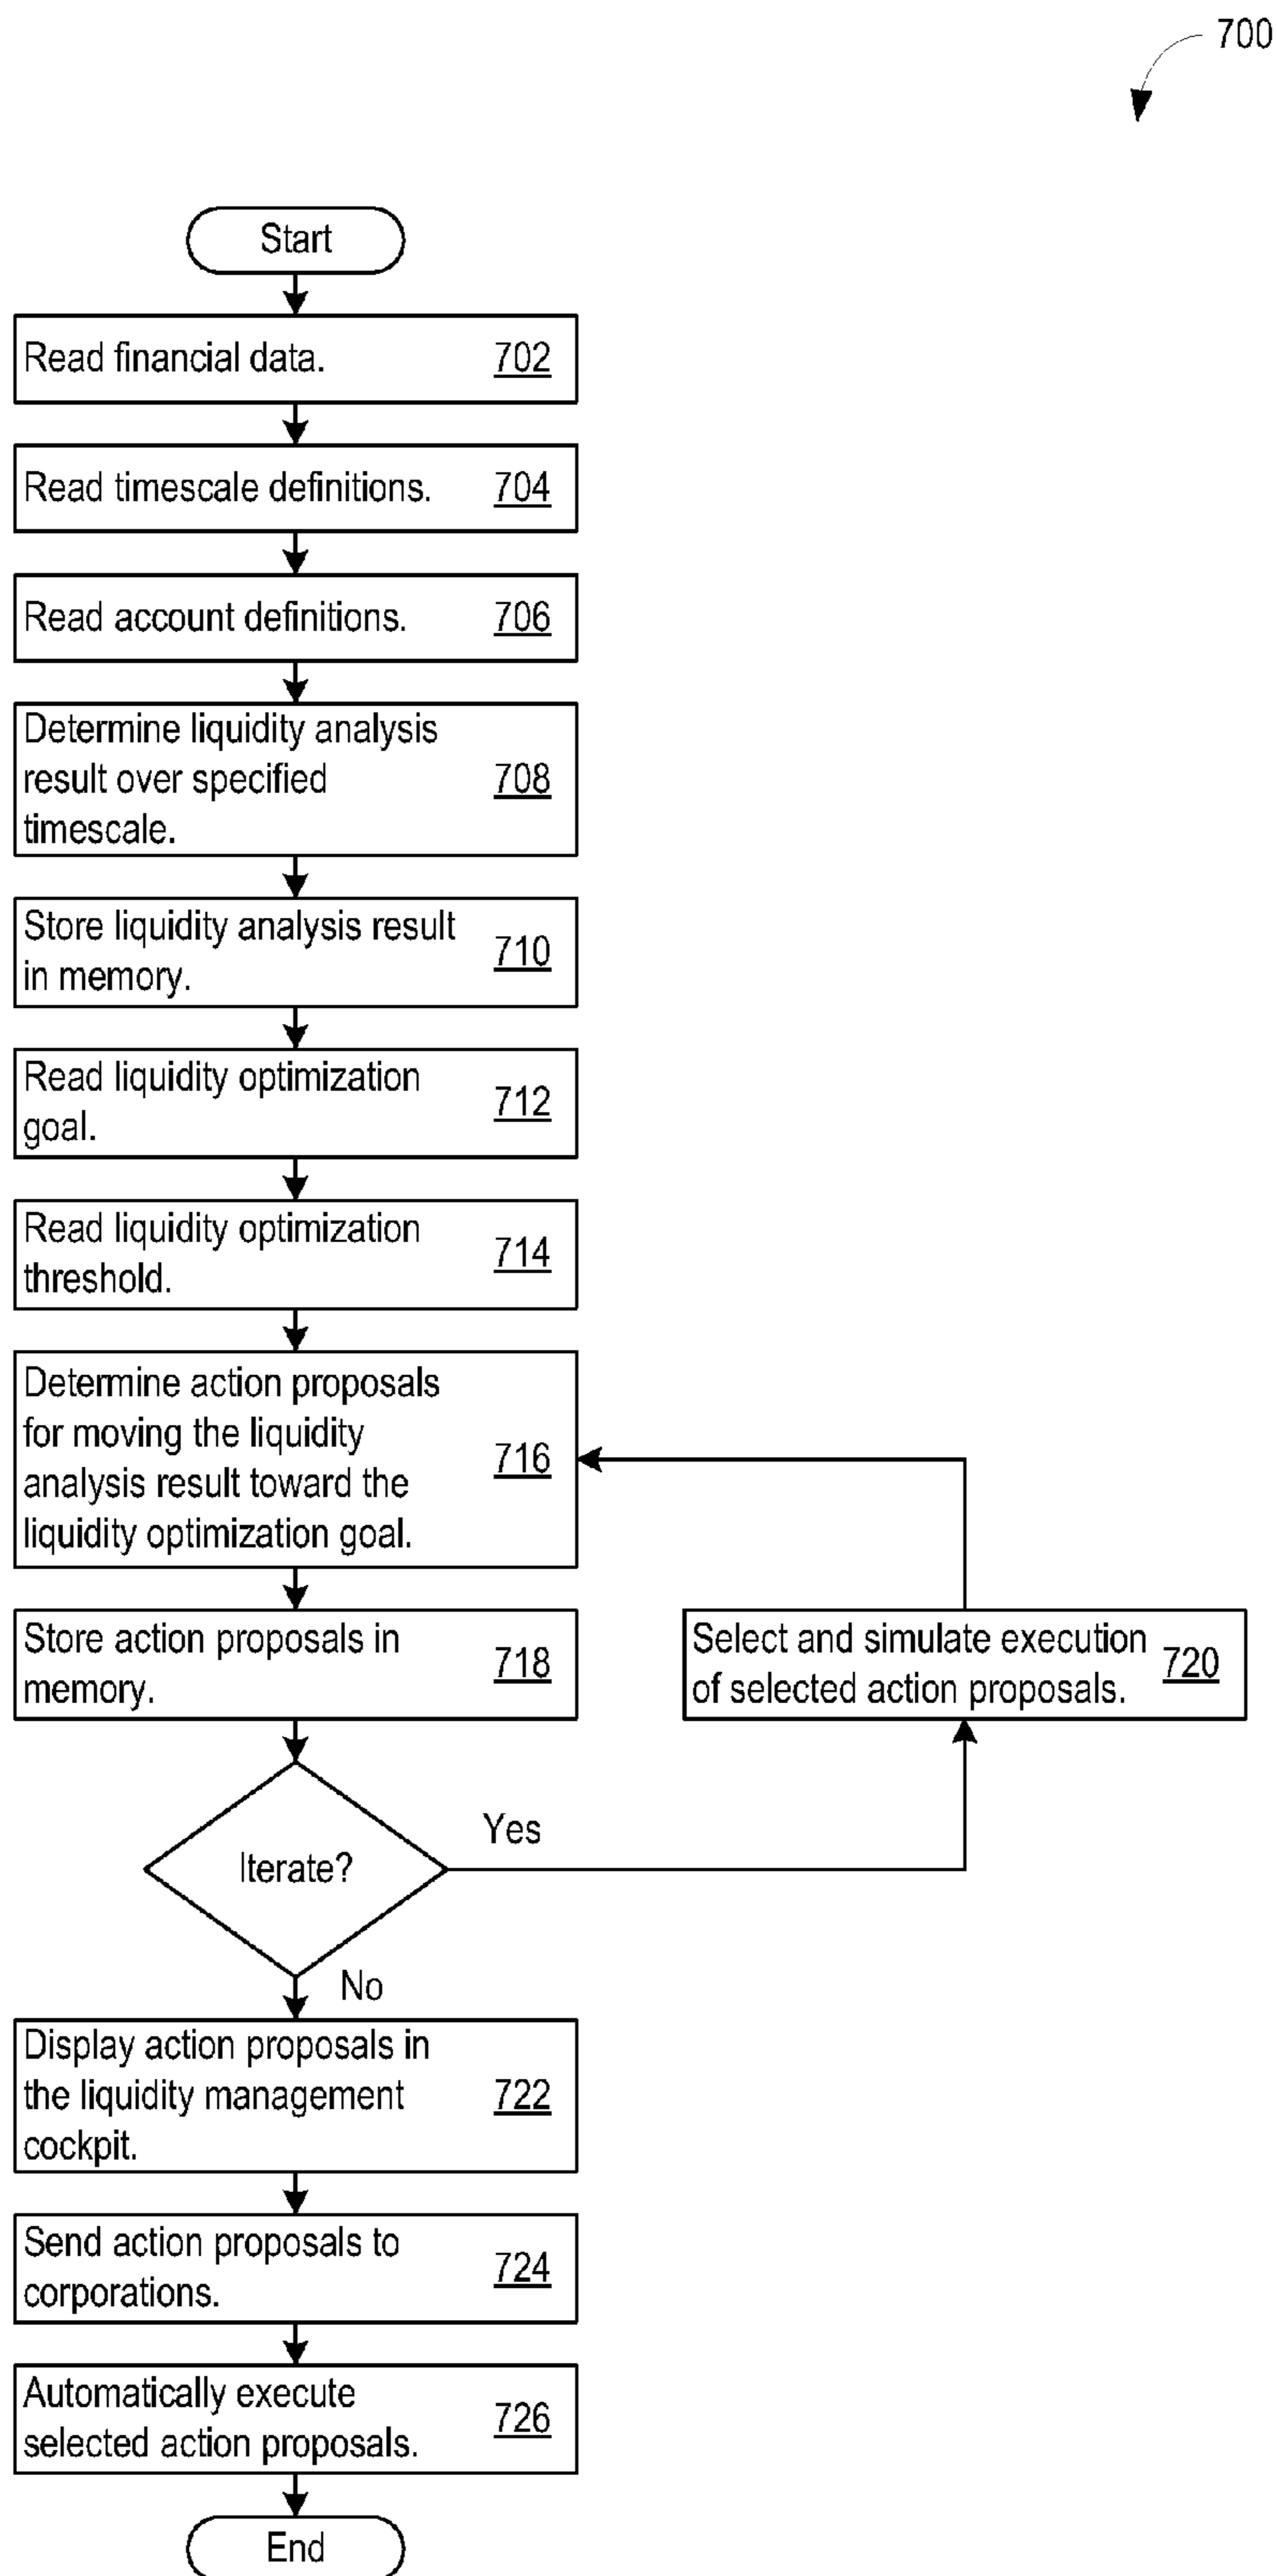 700
Start
Read financial data. 702
Read timescale definitions. 704
Read account definitions. 706
Determine liquidity analysis
result over specified 708
timescale.
Store liquidity analysis result
710
in memory.
Read liquidity optimization
712
goal.
Read liquidity optimization
714
threshold.
Determine action proposals
for moving the liquidity
716
analysis result toward the
liquidity optimization goal.
Store action proposals in
718
memory.
Select and simulate execution
720
of selected action proposals.
Iterate?
Yes
No
Display action proposals in
the liquidity management 722
cockpit.
Send action proposals to
724
corporations.
Automatically execute
726
selected action proposals.
End